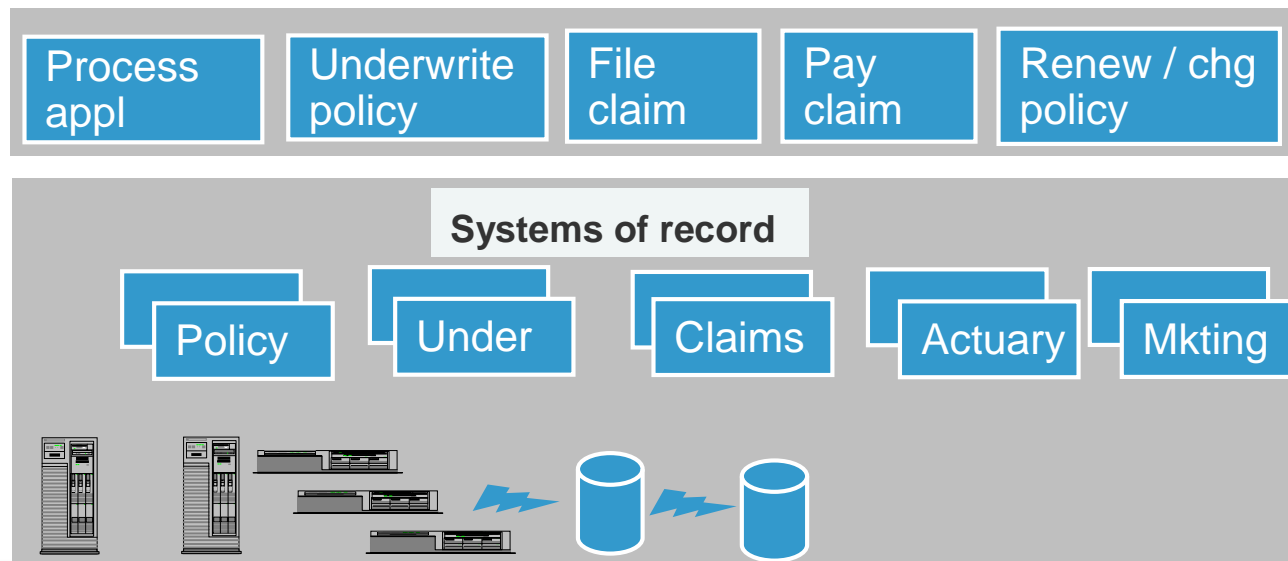 Process
appl
Underwrite
policy
File
claim
Pay
claim
Renew / chg
policy
Systems of record
Policy
Under
Claims
Actuary
Mkting